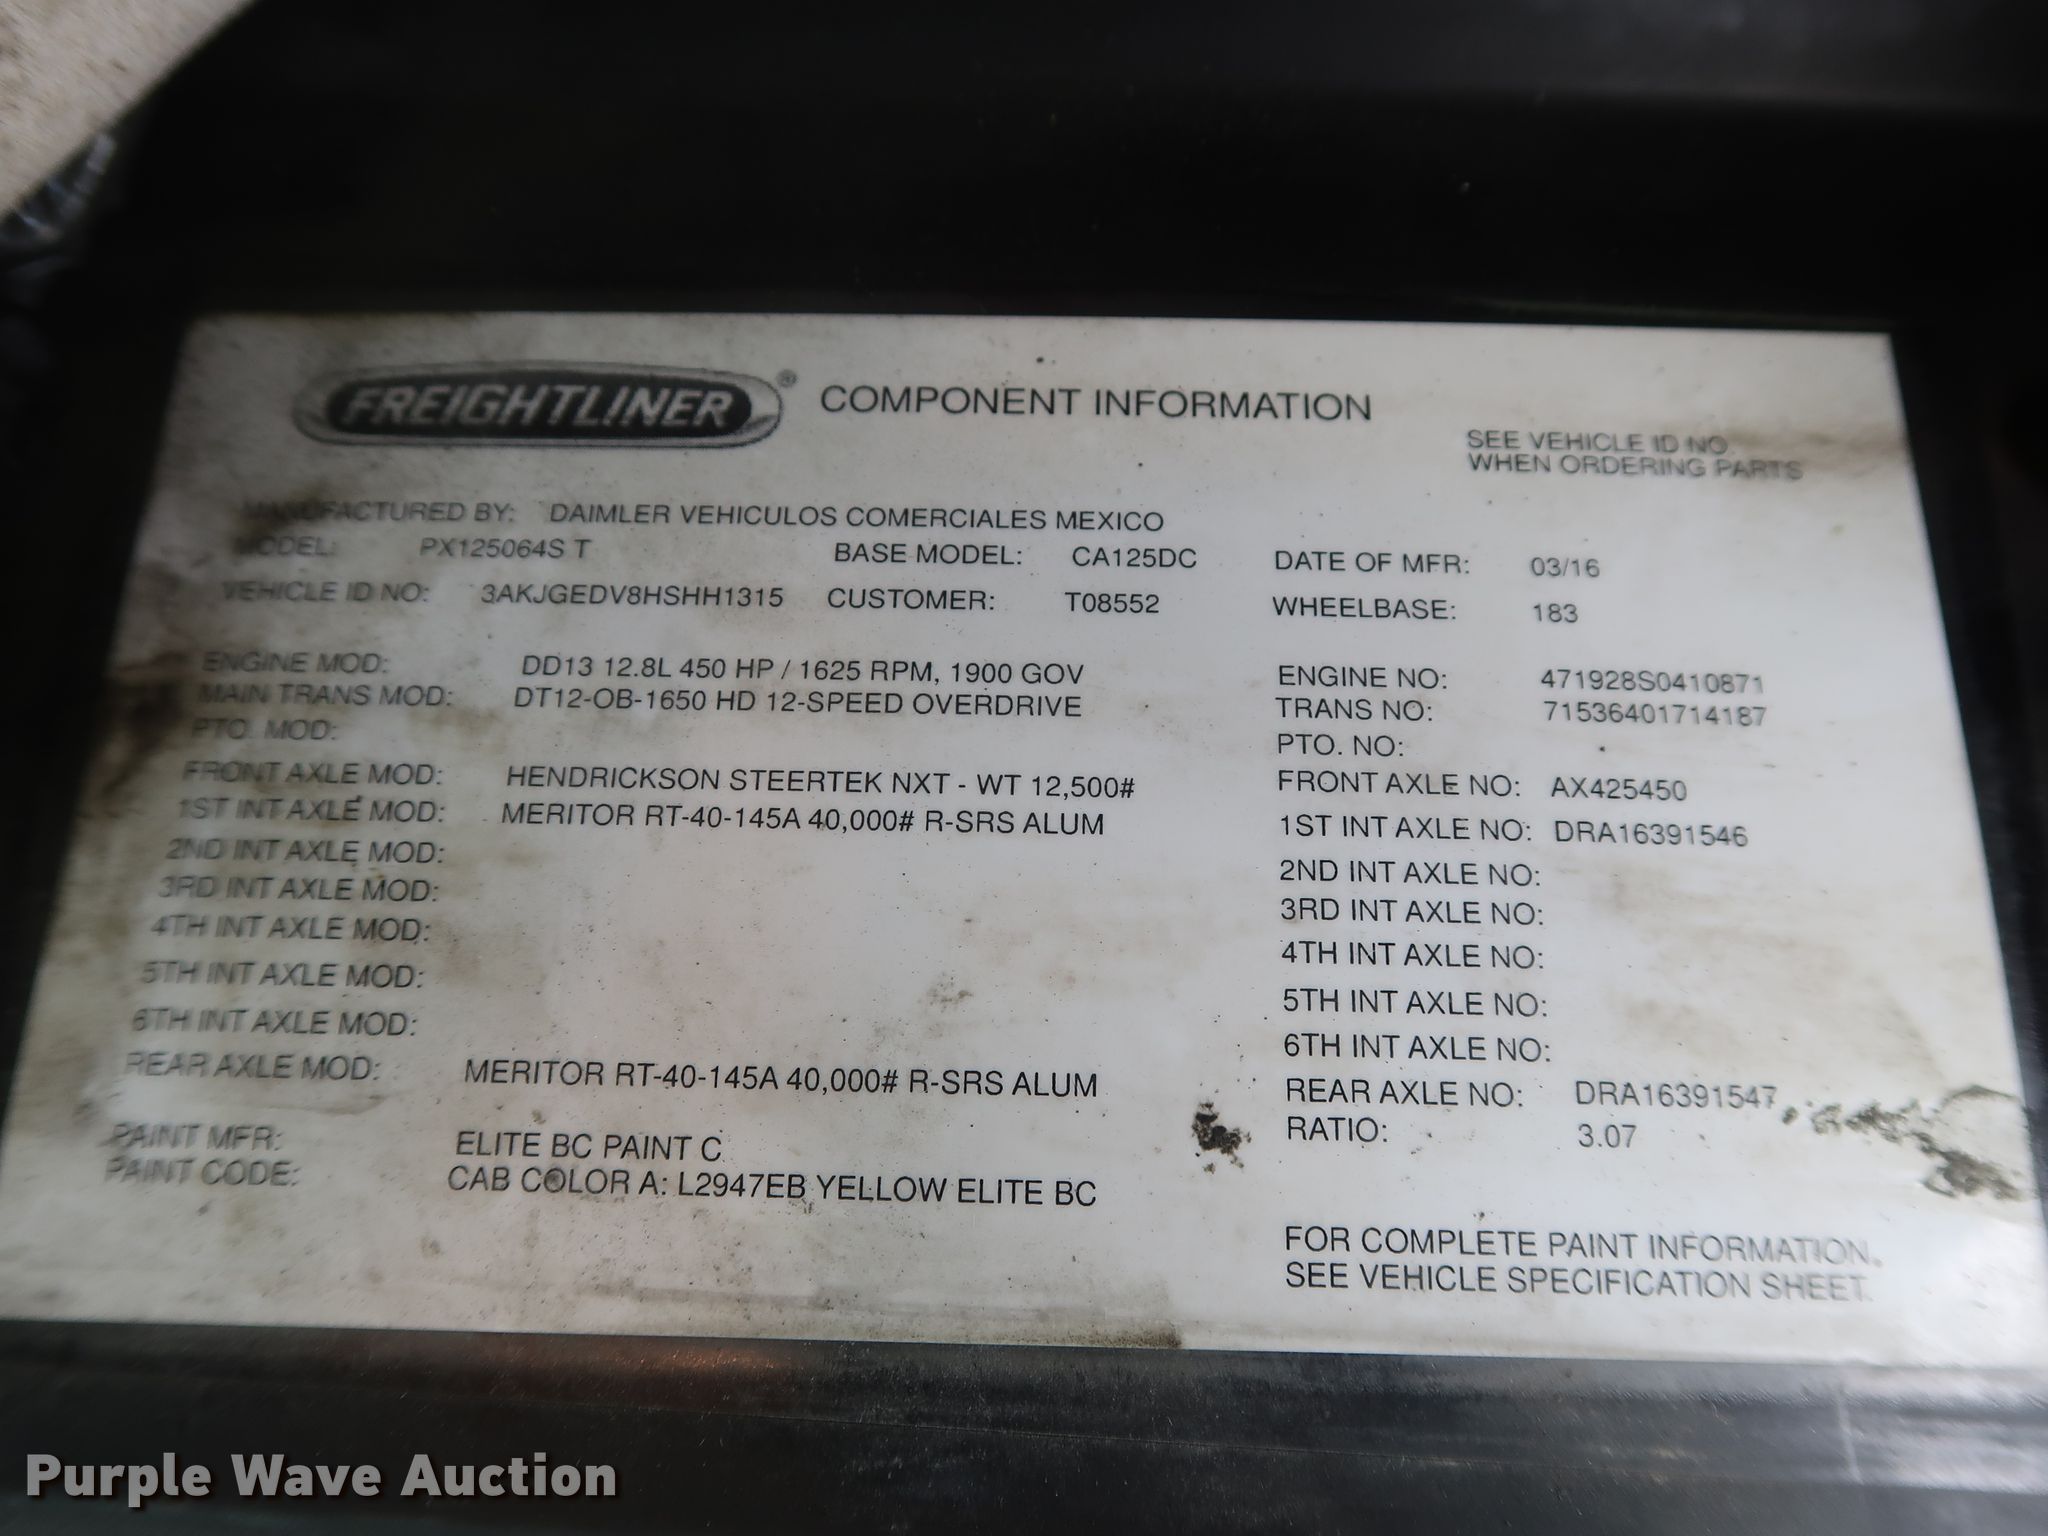 FREIGHTLINER® COMPONENT INFORMATION
SEE VEHICLE ID NO.
WHEN ORDERING PARTS
MANUFACTURED BY: DAIMLER VEHICULOS COMERCIALES MEXICO
MODEL: PX125064S T BASE MODEL: CA125DC DATE OF MFR: 03/16
VEHICLE ID NO: 3AKJGEDV8HSHH1315 CUSTOMER: T08552 WHEELBASE: 183
ENGINE MOD: DD13 12.8L 450 HP / 1625 RPM, 1900 GOV ENGINE NO: 471928S0410871
MAIN TRANS MOD: DT12-OB-1650 HD 12-SPEED OVERDRIVE TRANS NO: 71536401714187
PTO. MOD: PTO. NO:
FRONT AXLE MOD: HENDRICKSON STEERTEK NXT - WT 12,500# FRONT AXLE NO: AX425450
1ST INT AXLE MOD: MERITOR RT-40-145A 40,000# R-SRS ALUM 1ST INT AXLE NO: DRA16391546
2ND INT AXLE MOD: 2ND INT AXLE NO:
3RD INT AXLE MOD: 3RD INT AXLE NO:
4TH INT AXLE MOD: 4TH INT AXLE NO:
5TH INT AXLE MOD: 5TH INT AXLE NO:
6TH INT AXLE MOD: 6TH INT AXLE NO:
REAR AXLE MOD: MERITOR RT-40-145A 40,000# R-SRS ALUM REAR AXLE NO: DRA16391547
RATIO: 3.07
PAINT MFR: ELITE BC PAINT C
PAINT CODE: CAB COLOR A: L2947EB YELLOW ELITE BC
FOR COMPLETE PAINT INFORMATION,
SEE VEHICLE SPECIFICATION SHEET.
Purple Wave Auction